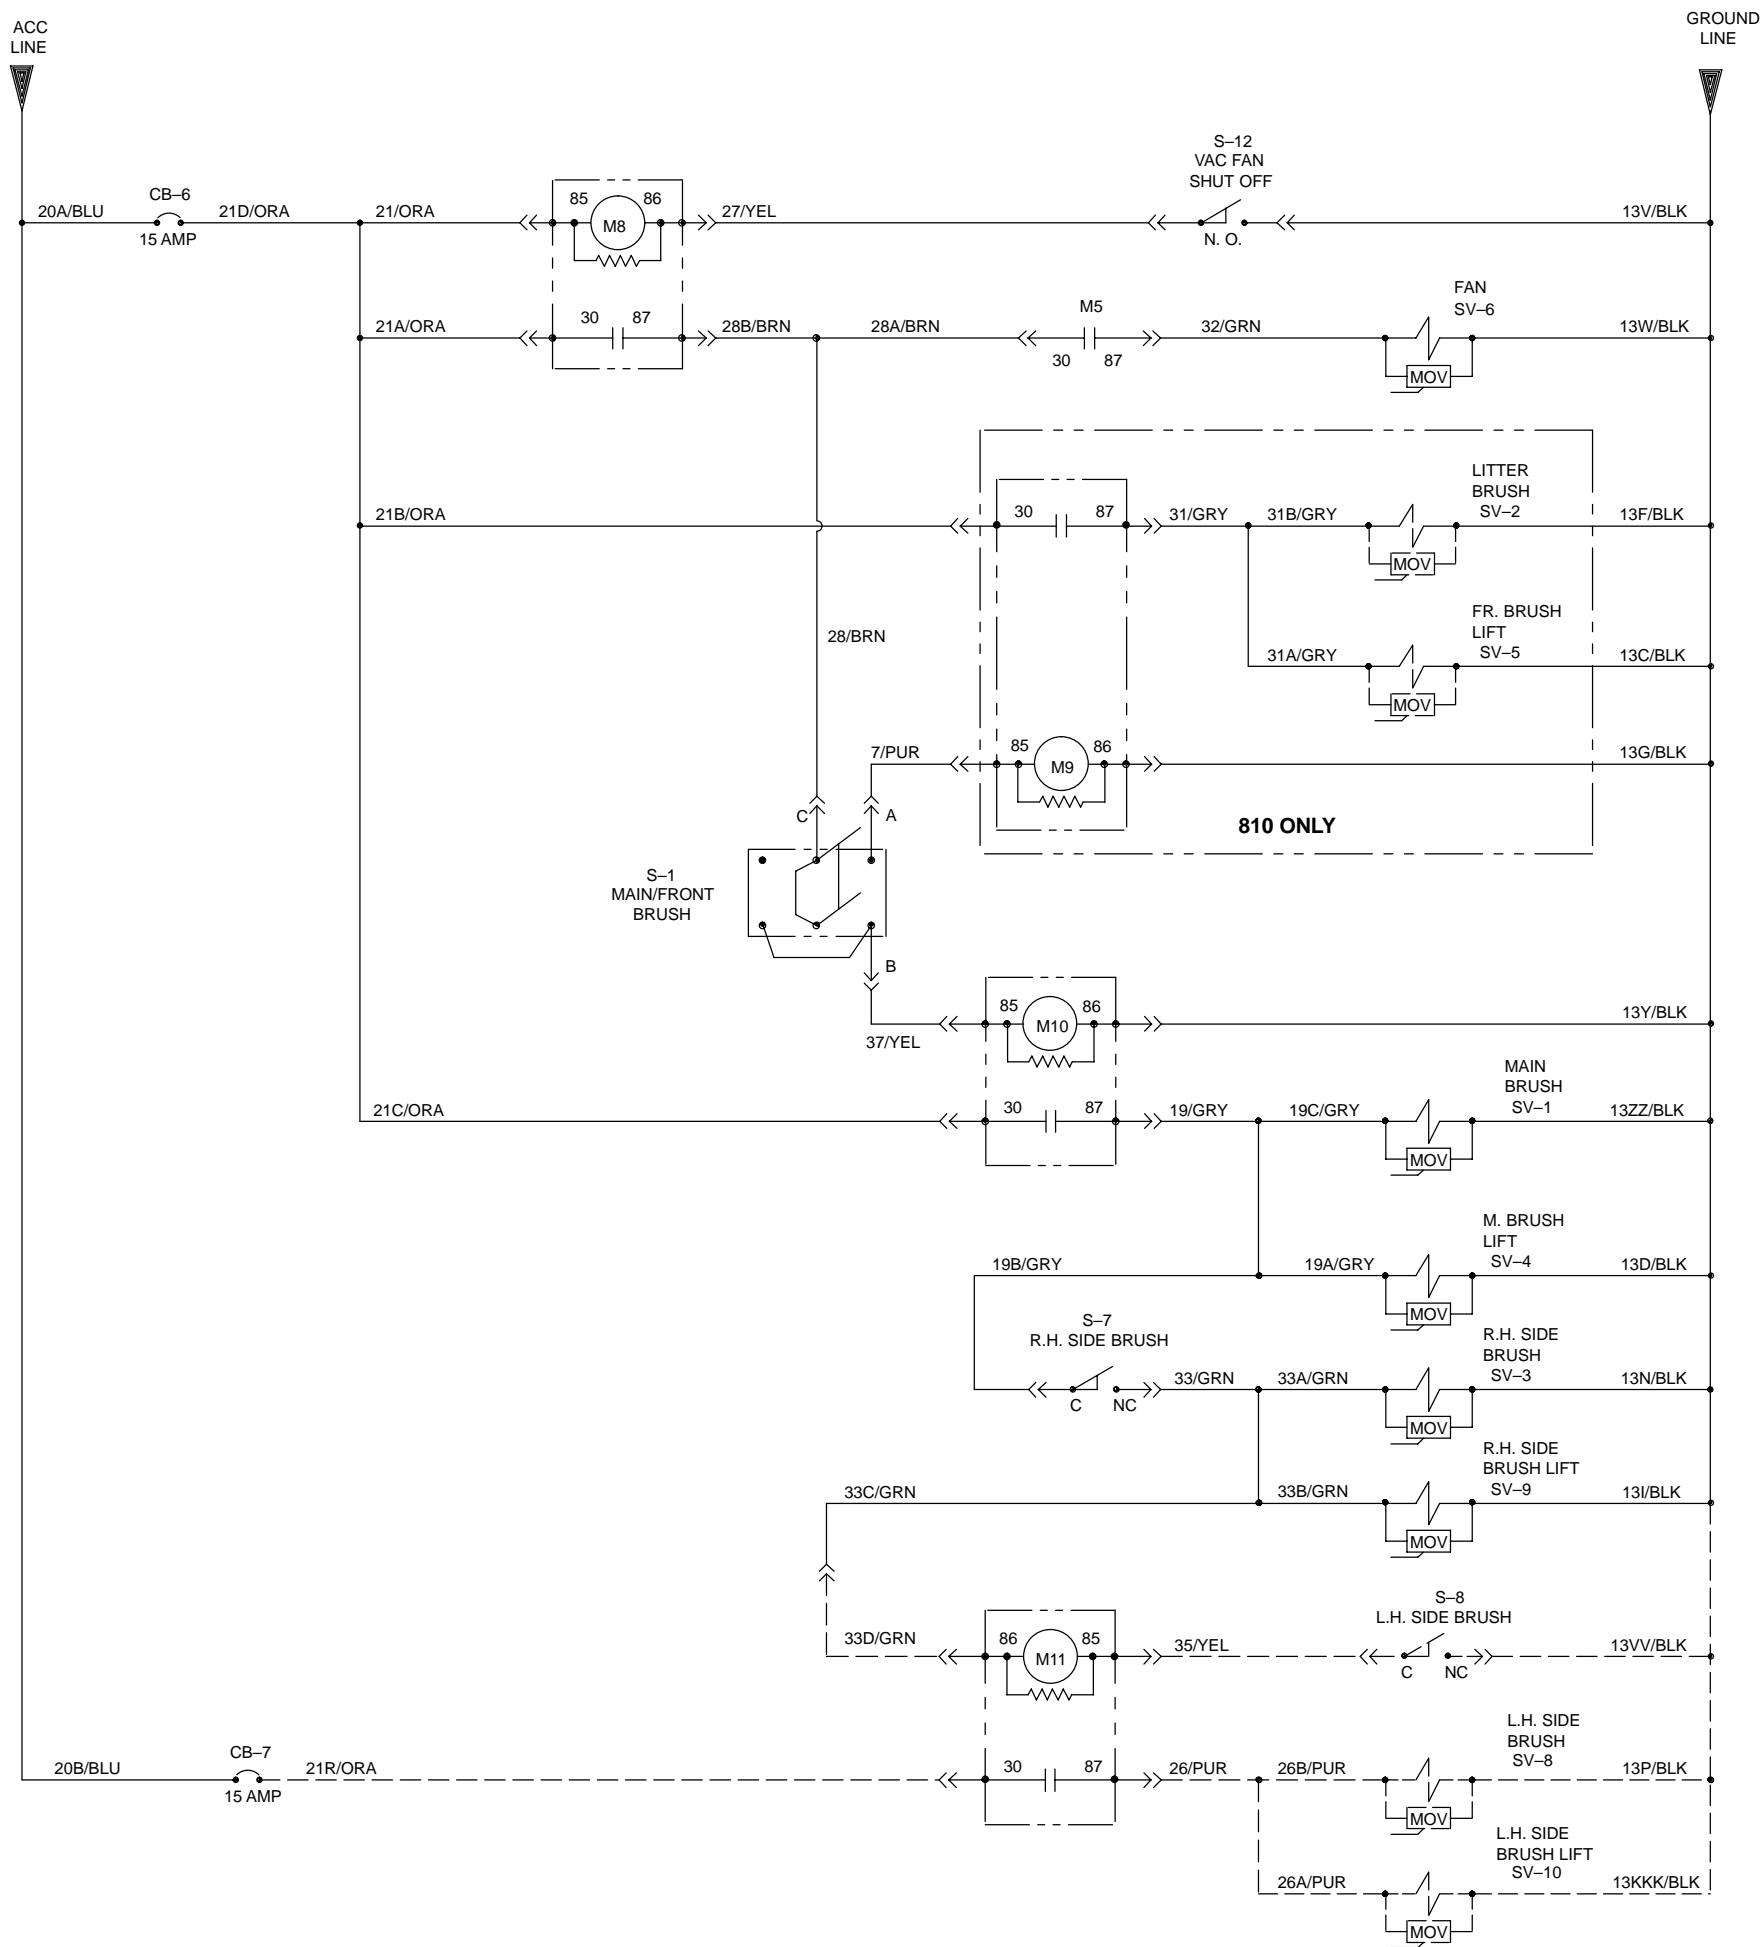 ACC
LINE
GROUND
LINE
S–12
VAC FAN
SHUT OFF
CB–6
20A/BLU
21D/ORA
21/ORA
85
86
M8
27/YEL
13V/BLK
15 AMP
N. O.
FAN
SV–6
M5
21A/ORA
30
87
28B/BRN
28A/BRN
32/GRN
13W/BLK
30
87
MOV
LITTER
BRUSH
SV–2
21B/ORA
30
87
31/GRY
31B/GRY
13F/BLK
MOV
FR. BRUSH
LIFT
SV–5
28/BRN
31A/GRY
13C/BLK
MOV
7/PUR
85
86
M9
13G/BLK
C
A
810 ONLY
S–1
MAIN/FRONT
BRUSH
B
85
86
M10
13Y/BLK
37/YEL
MAIN
BRUSH
SV–1
21C/ORA
30
87
19/GRY
19C/GRY
13ZZ/BLK
MOV
M. BRUSH
LIFT
SV–4
19B/GRY
19A/GRY
13D/BLK
MOV
S–7
R.H. SIDE BRUSH
R.H. SIDE
BRUSH
SV–3
33/GRN
33A/GRN
13N/BLK
C
NC
MOV
R.H. SIDE
BRUSH LIFT
SV–9
33C/GRN
33B/GRN
13I/BLK
MOV
S–8
L.H. SIDE BRUSH
33D/GRN
86
85
M11
35/YEL
13VV/BLK
C
NC
L.H. SIDE
BRUSH
SV–8
CB–7
20B/BLU
21R/ORA
30
87
26/PUR
26B/PUR
13P/BLK
15 AMP
MOV
L.H. SIDE
BRUSH LIFT
SV–10
26A/PUR
13KKK/BLK
MOV